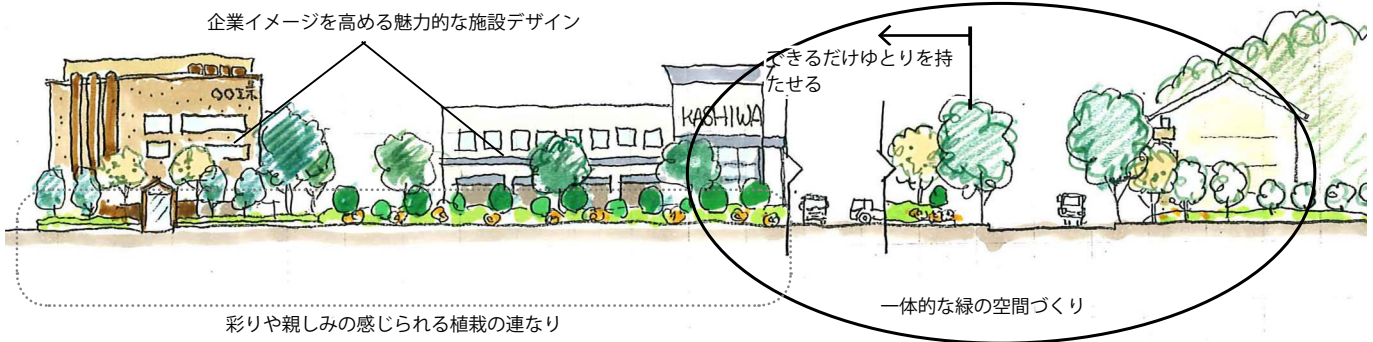 企業イメージを高める魅力的な施設デザイン
できるだけゆとりを持
たせる
KASHIWA
一体的な緑の空間づくり
彩りや親しみの感じられる植栽の連なり